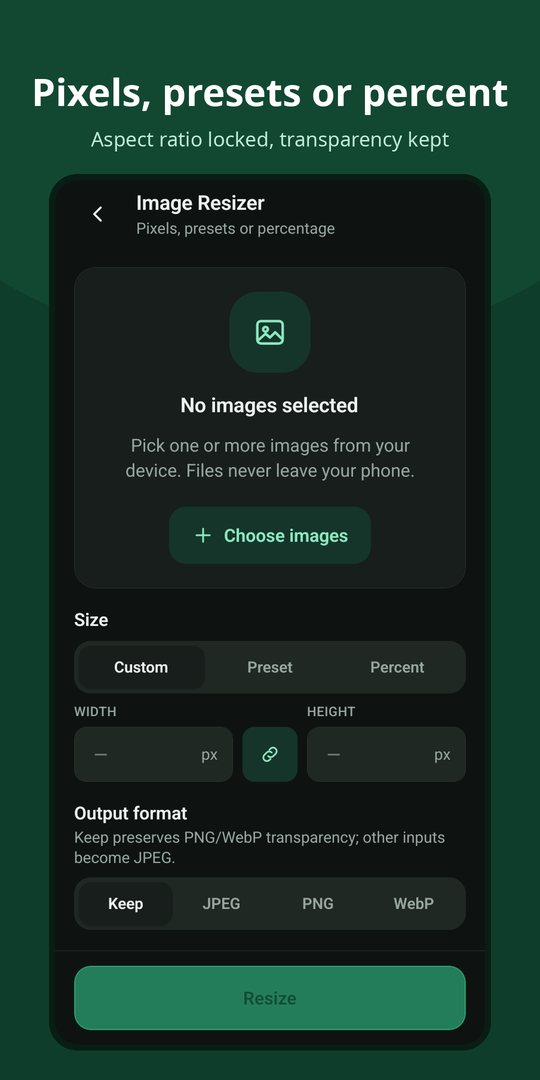 Pixels, presets or percent
Aspect ratio locked, transparency kept
Image Resizer
Pixels, presets or percentage
No images selected
Pick one or more images from your
device. Files never leave your phone.
+ Choose images
Size
Custom Preset Percent
WIDTH HEIGHT
— px — px
Output format
Keep preserves PNG/WebP transparency; other inputs
become JPEG.
Keep JPEG PNG WebP
Resize